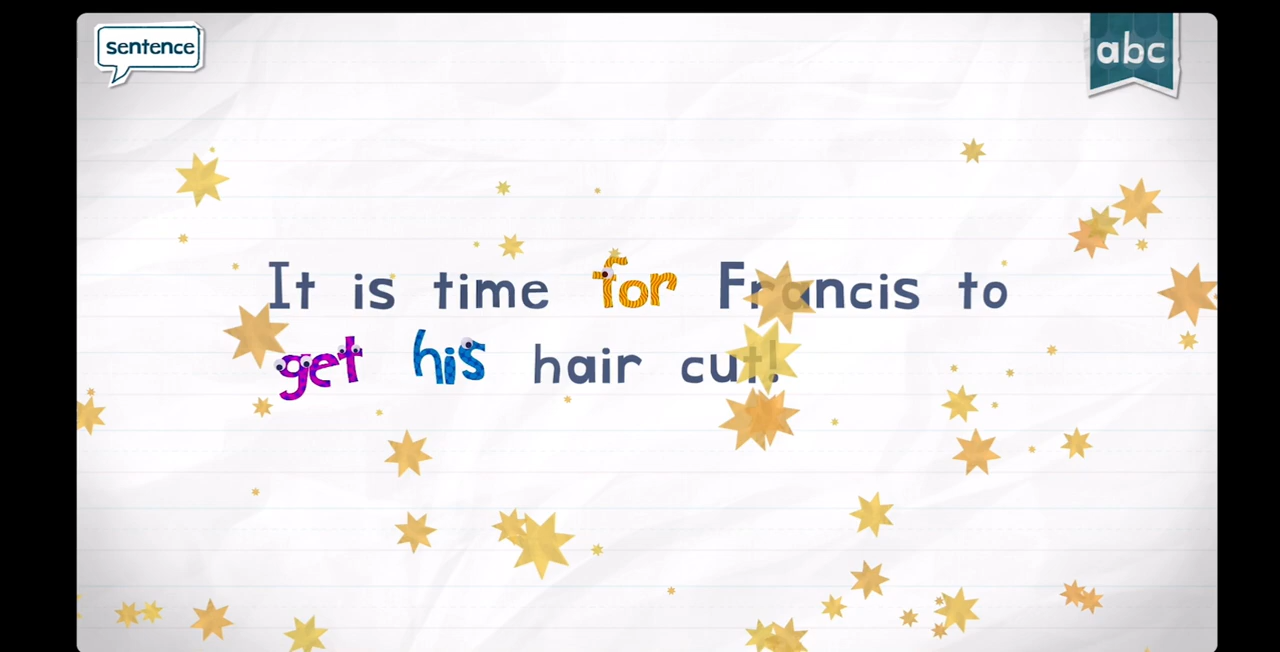 sentence
abc
It is time for Francis to
get his hair cut!